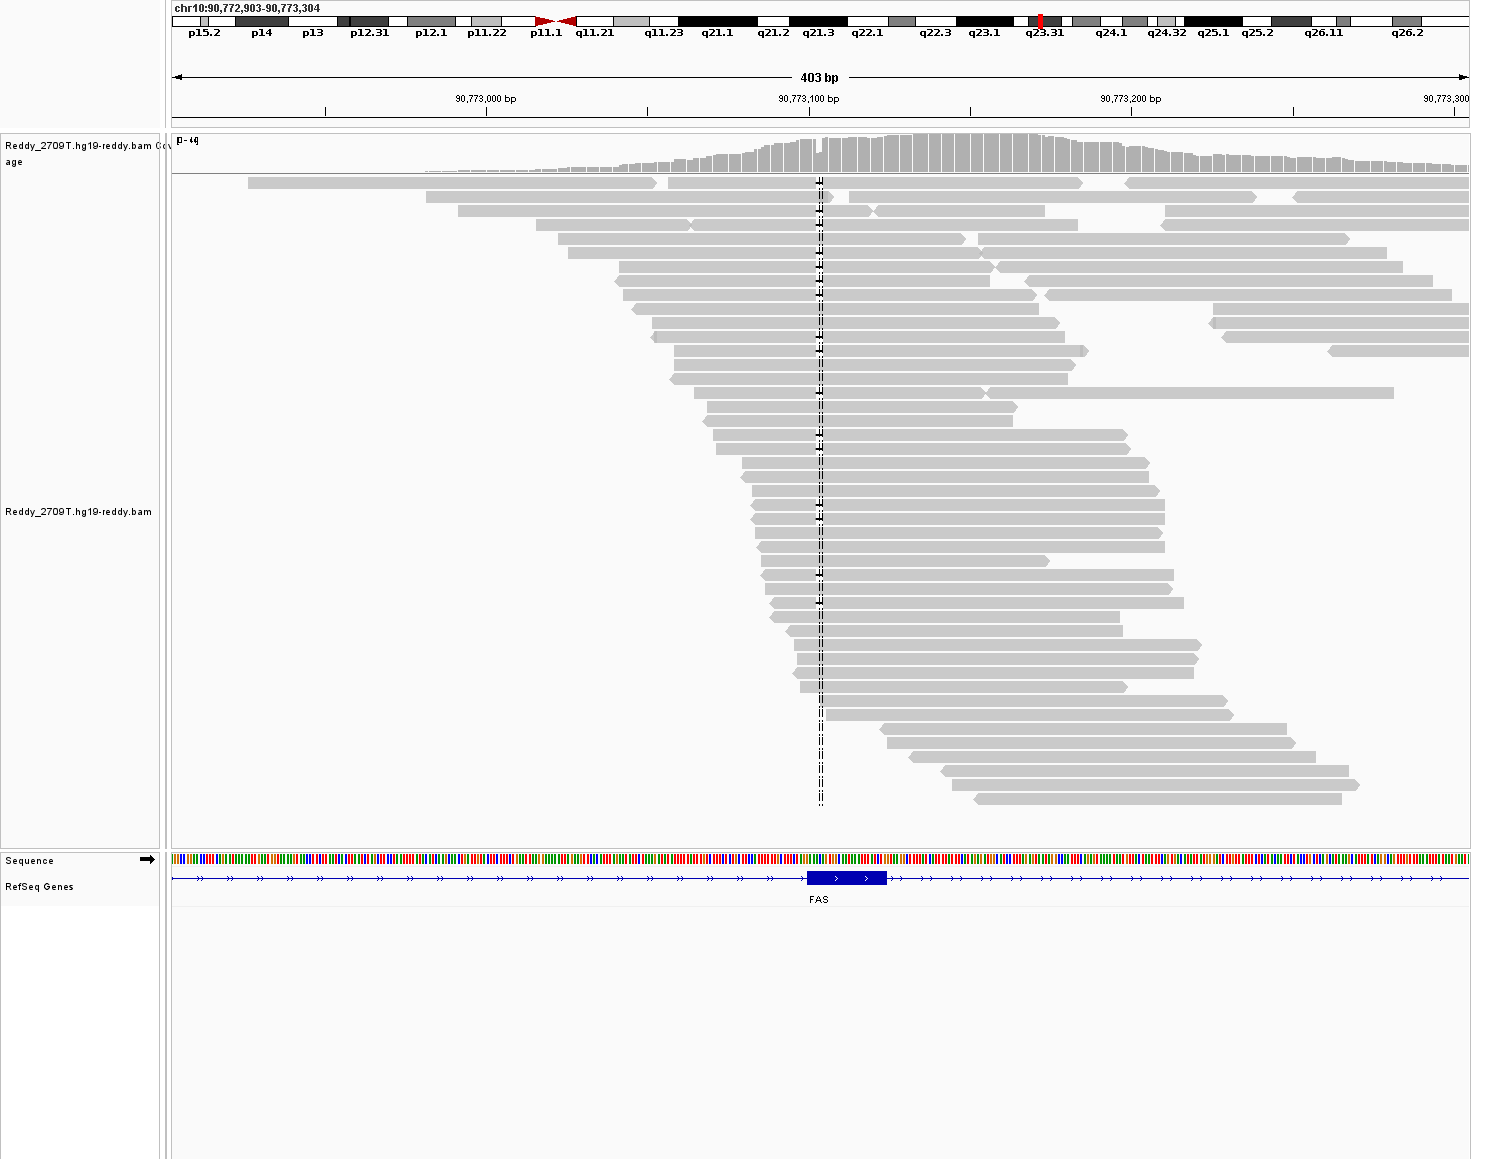 chr10:90,772,903-90,773,304
p15.2 p14 p13 p12.31 p12.1 p11.22 p11.1 q11.21 q11.23 q21.1 q21.2 q21.3 q22.1 q22.3 q23.1 q23.31 q24.1 q24.32 q25.1 q25.2 q26.11 q26.2
403 bp
90,773,000 bp 90,773,100 bp 90,773,200 bp 90,773,300
Reddy_2709T.hg19-reddy.bam Cov
age
Reddy_2709T.hg19-reddy.bam
Sequence
RefSeq Genes
FAS